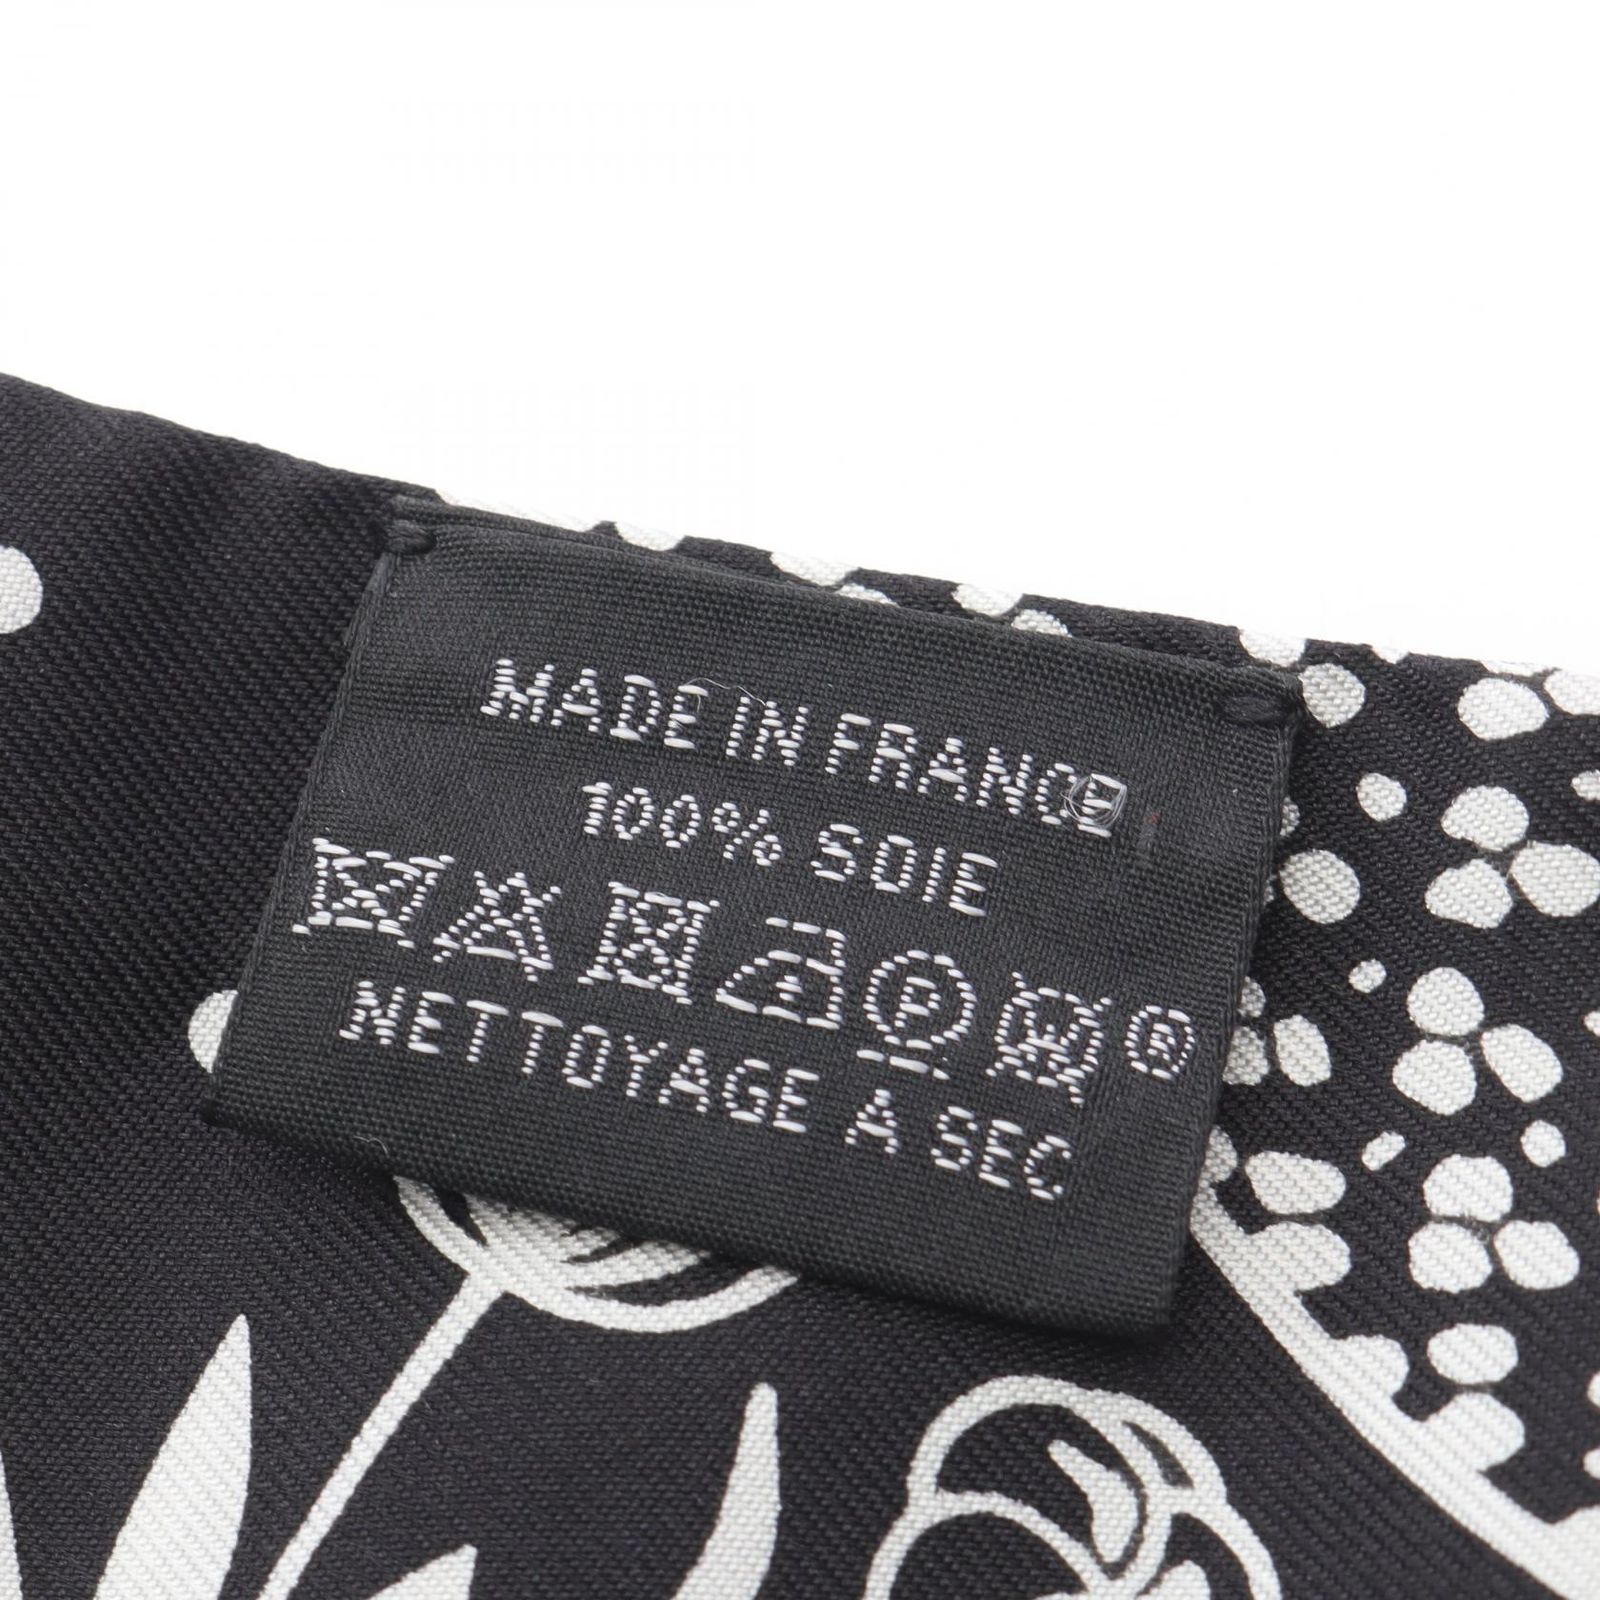 MADE IN FRANCE
100% SOIE
P ®
NETTOYAGE A SEC